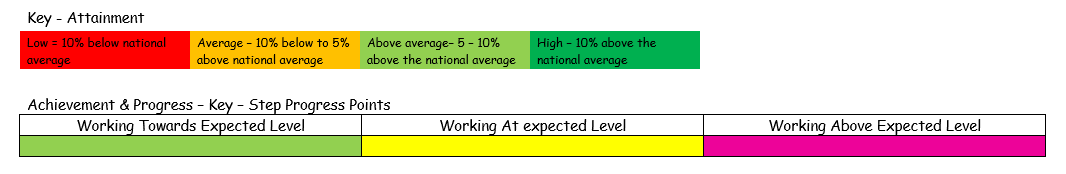 Key – Attainment
Low = 10% below national average
Average – 10% below to 5% above national average
Above average– 5 – 10% above the national average
High – 10% above the national average
Achievement & Progress – Key – Step Progress Points
Working Towards Expected Level
Working At expected Level
Working Above Expected Level